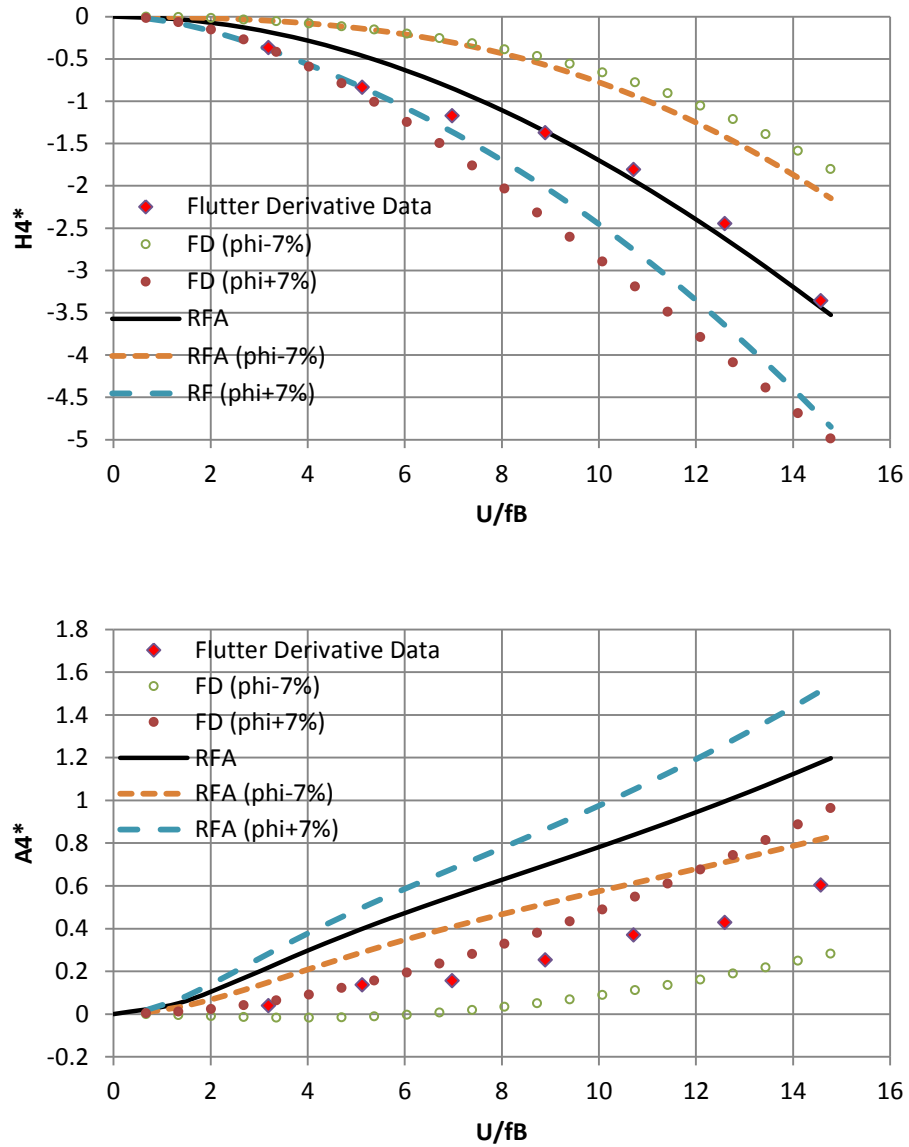 0
-0.5
-1
-1.5
-2
-2.5
-3
-3.5
-4
-4.5
-5
H4*
Flutter Derivative Data
FD (phi-7%)
FD (phi+7%)
RFA
RFA (phi-7%)
RF (phi+7%)
0 2 4 6 8 10 12 14 16
U/fB
1.8
1.6
1.4
1.2
1
0.8
0.6
0.4
0.2
0
-0.2
A4*
Flutter Derivative Data
FD (phi-7%)
FD (phi+7%)
RFA
RFA (phi-7%)
RFA (phi+7%)
0 2 4 6 8 10 12 14 16
U/fB